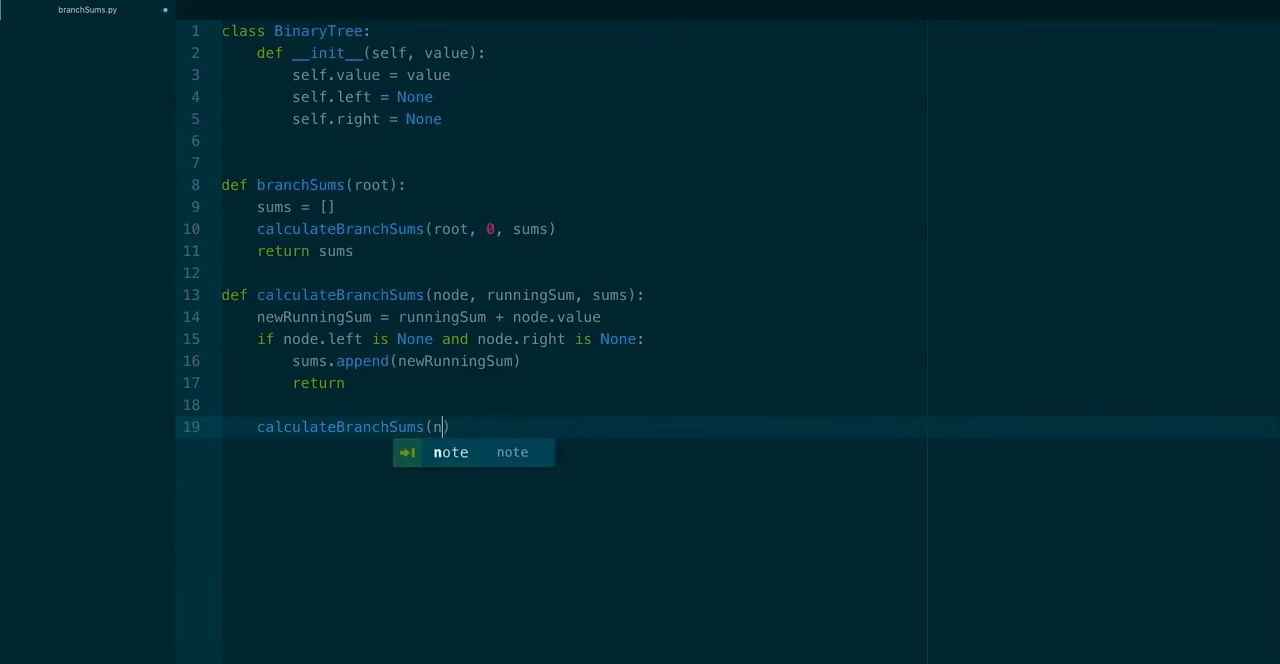 branchSums.py
1 class BinaryTree:
2 def __init__(self, value):
3 self.value = value
4 self.left = None
5 self.right = None
6
7
8 def branchSums(root):
9 sums = []
10 calculateBranchSums(root, 0, sums)
11 return sums
12
13 def calculateBranchSums(node, runningSum, sums):
14 newRunningSum = runningSum + node.value
15 if node.left is None and node.right is None:
16 sums.append(newRunningSum)
17 return
18
19 calculateBranchSums(n)
note note